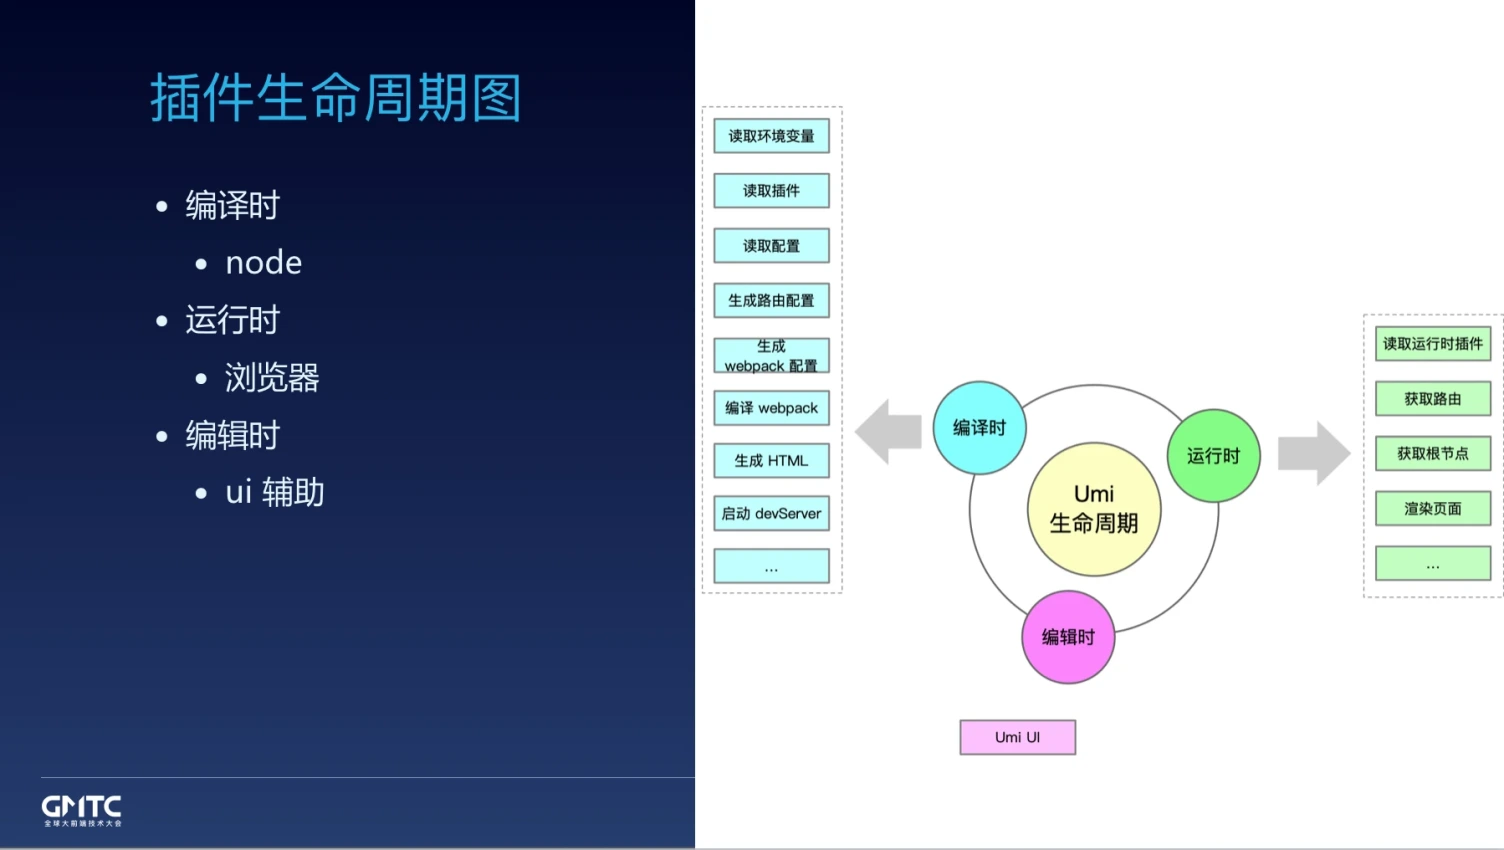 插件生命周期图
• 编译时
• node
• 运行时
• 浏览器
• 编辑时
• ui 辅助
GMTC
全球大前端技术大会
读取环境变量
读取插件
读取配置
生成路由配置
生成
webpack 配置
编译 webpack
生成 HTML
启动 devServer
...
编译时
运行时
Umi
生命周期
编辑时
Umi UI
读取运行时插件
获取路由
获取根节点
渲染页面
...